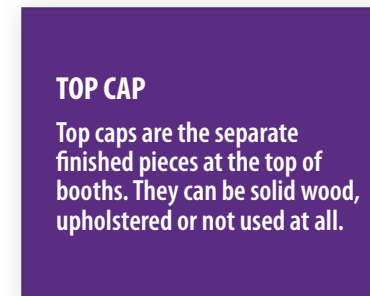 TOP CAP
Top caps are the separate
finished pieces at the top of
booths. They can be solid wood,
upholstered or not used at all.